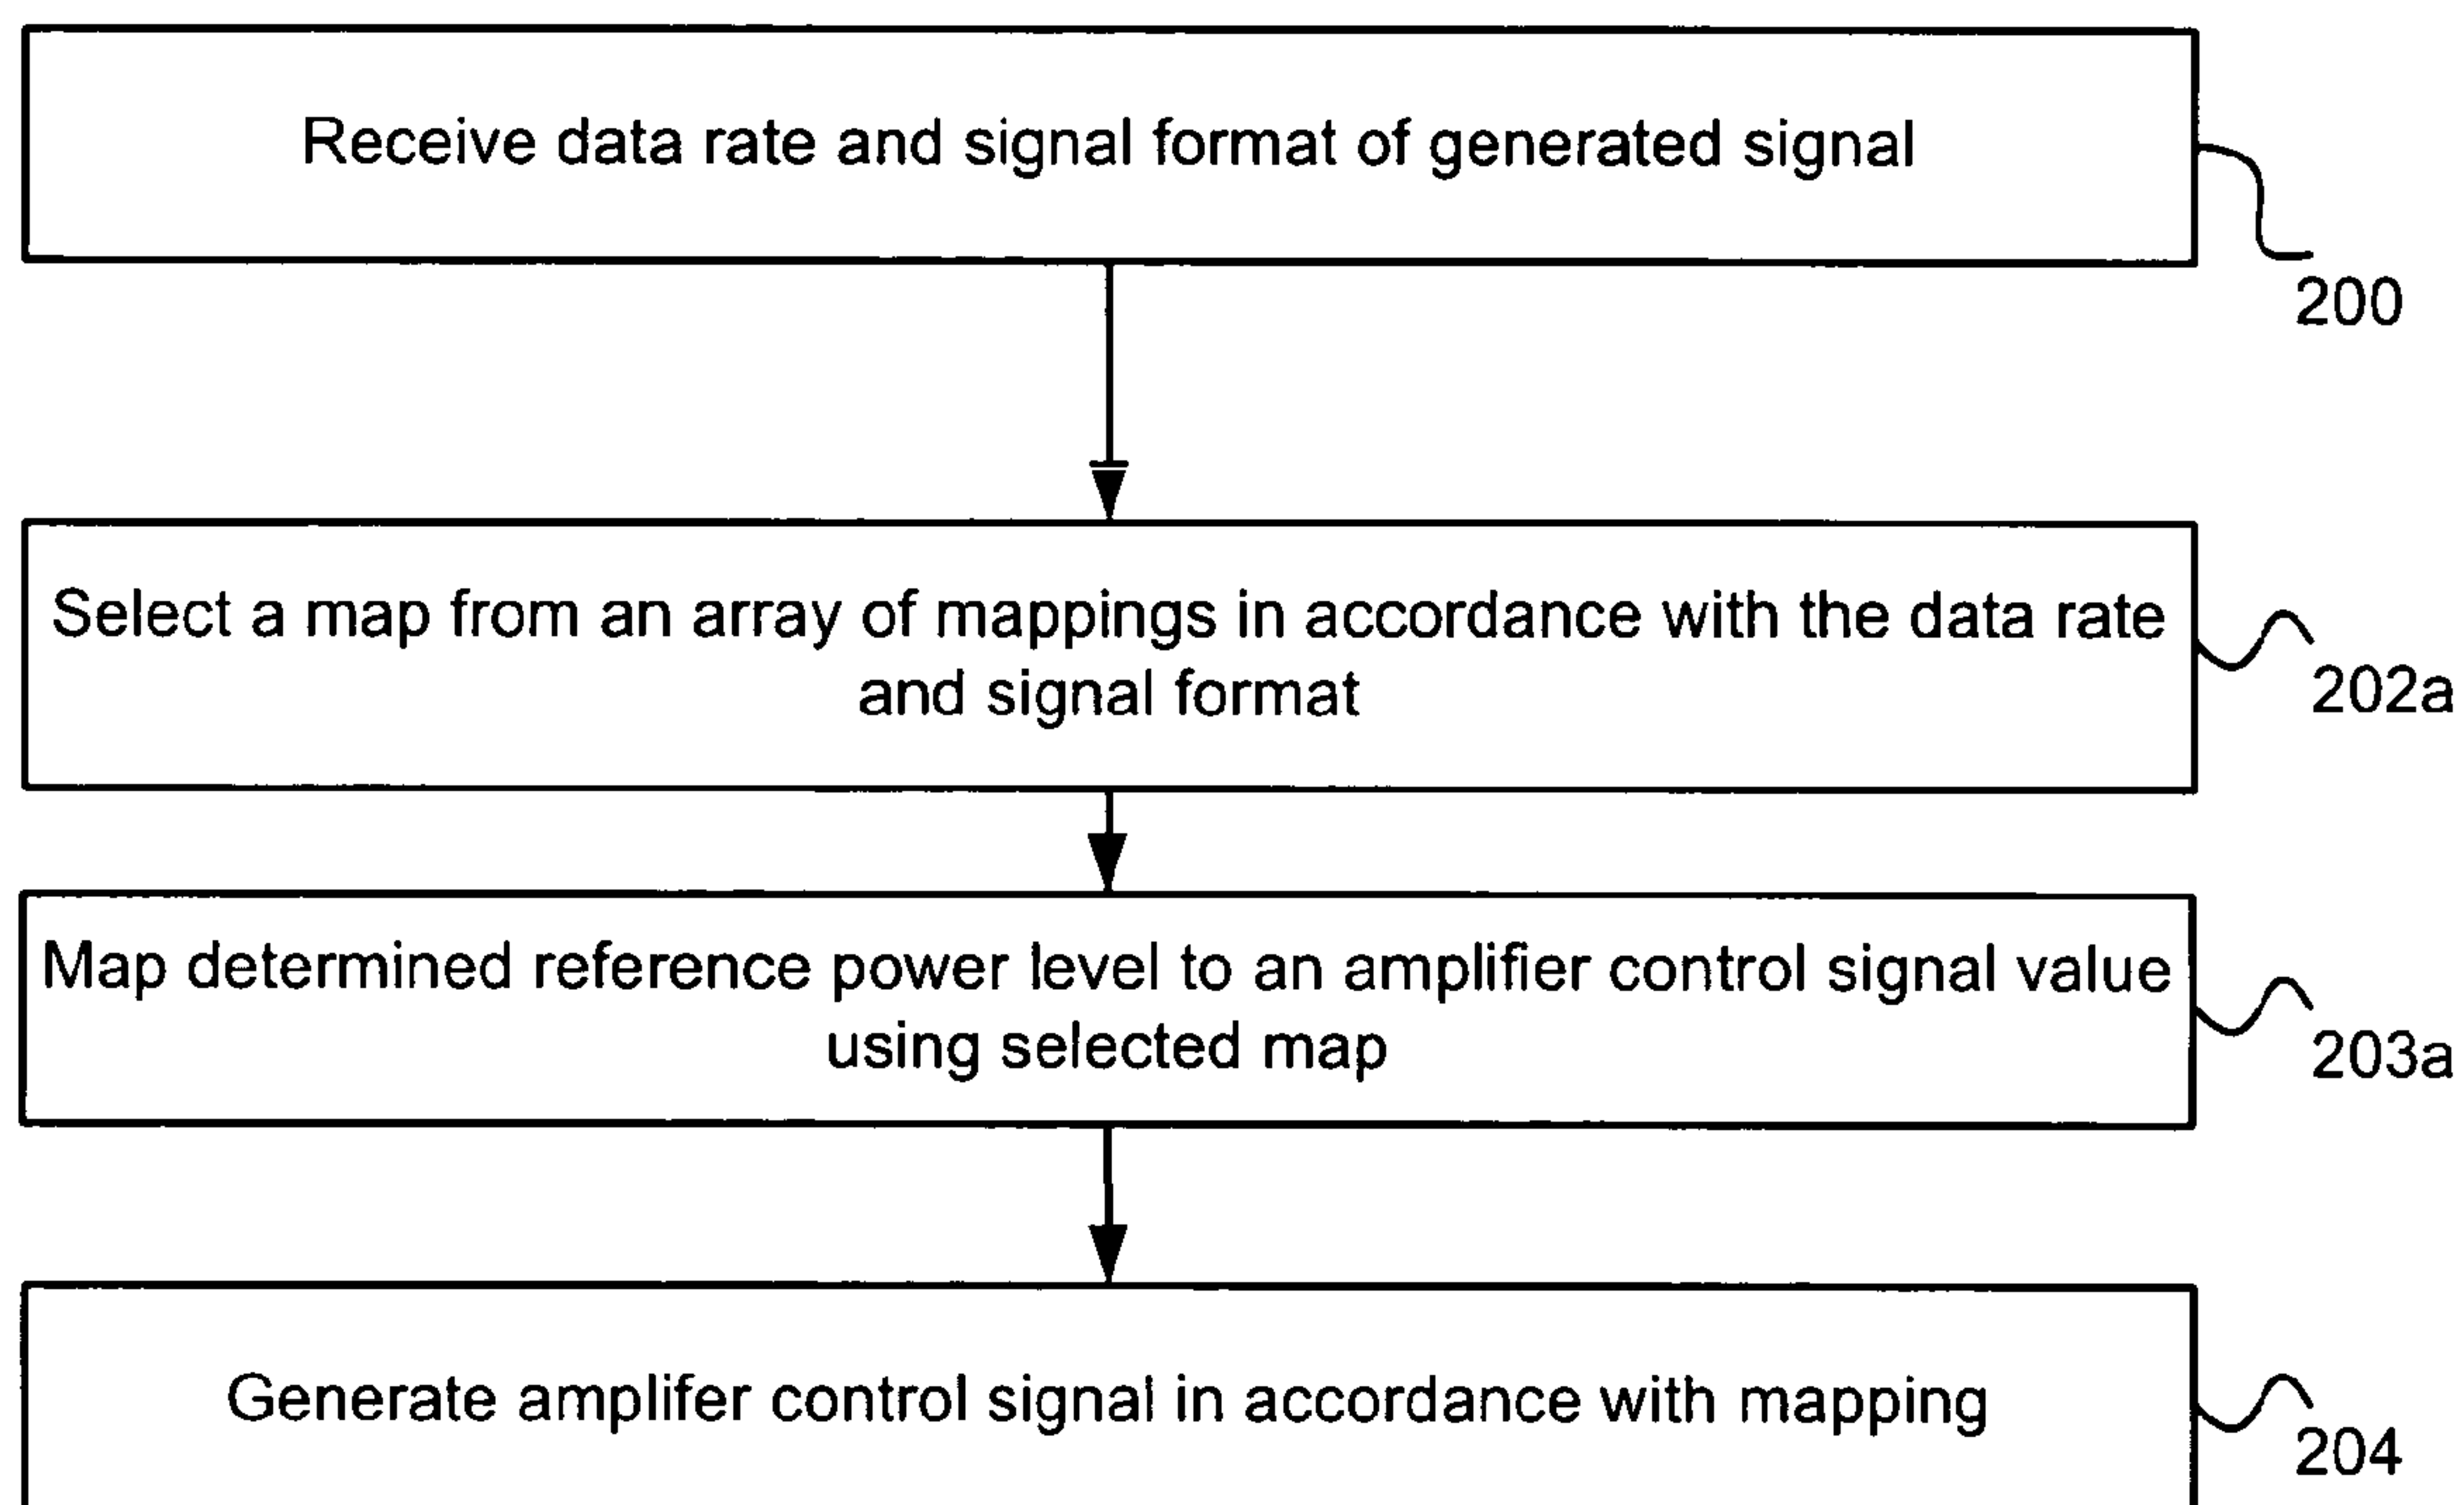 Receive data rate and signal format of generated signal
200
Select a map from an array of mappings in accordance with the data rate
and signal format
202a
Map determined reference power level to an amplifier control signal value
using selected map
203a
Generate amplifer control signal in accordance with mapping
204